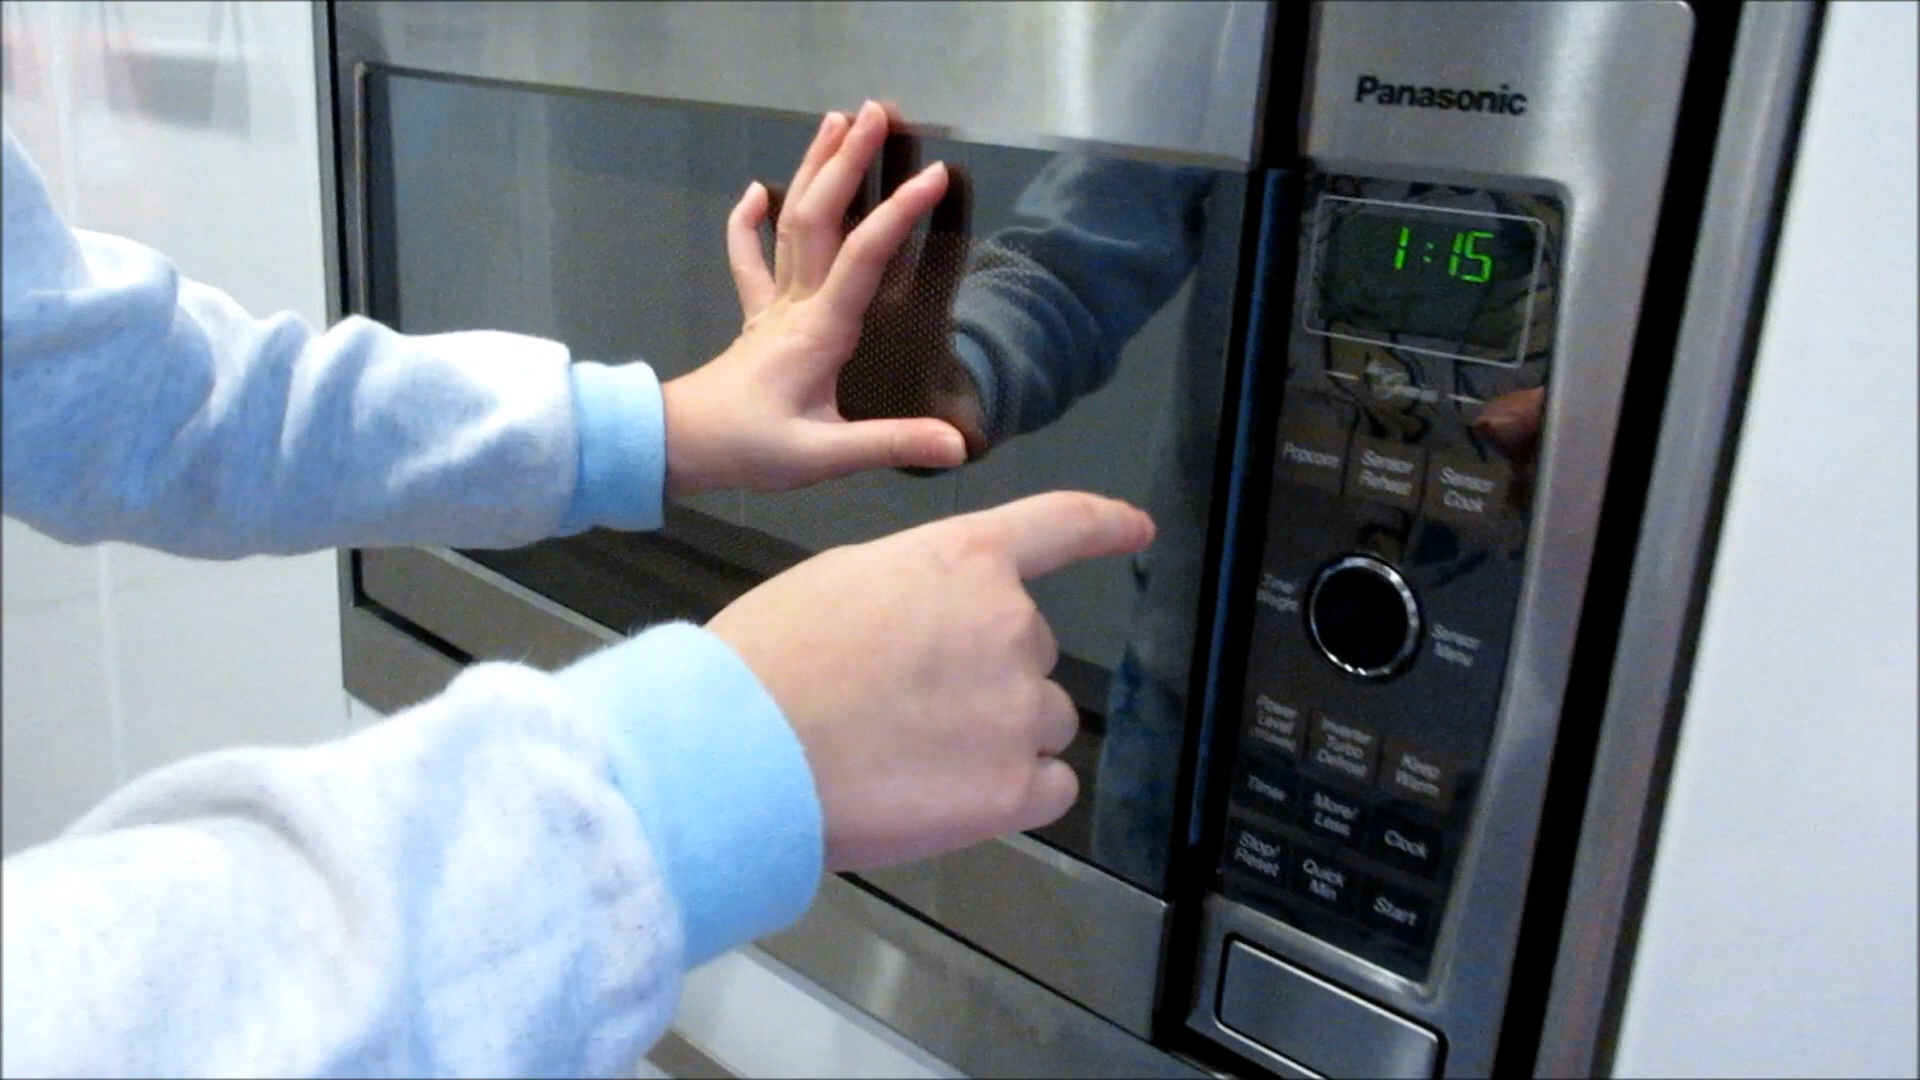 Panasonic
1:15
Popcorn
Sensor
Reheat
Sensor
Cook
Time/
Weight
Sensor
Menu
Power
Level
Inverter
Turbo
Defrost
Keep
Warm
Timer
More/
Less
Clock
Stop/
Reset
Quick
Min
Start